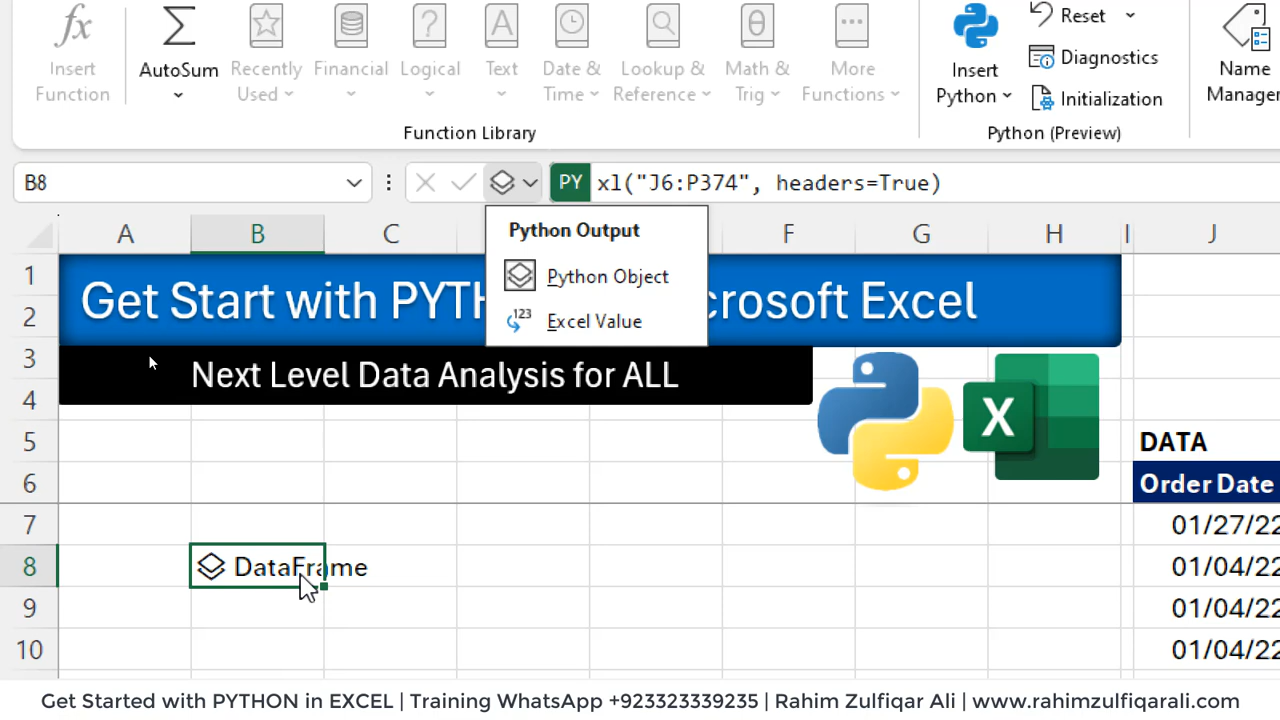 fx
Insert
Function
AutoSum
Recently
Used
Financial
Logical
A
Text
Date &
Time
Lookup &
Reference
θ
Math &
Trig
More
Functions
Function Library
Insert
Python
Reset
Diagnostics
Initialization
Python (Preview)
Name
Manager
B8
PY
xl("J6:P374", headers=True)
Python Output
Python Object
123
Excel Value
A B C F G H I J
1
Get Start with PYTH crosoft Excel
2
3
Next Level Data Analysis for ALL
4
X
5
DATA
6
Order Date
7
01/27/22
8
DataFrame
01/04/22
9
01/04/22
10
01/04/22
Get Started with PYTHON in EXCEL | Training WhatsApp +923323339235 | Rahim Zulfiqar Ali | www.rahimzulfiqarali.com